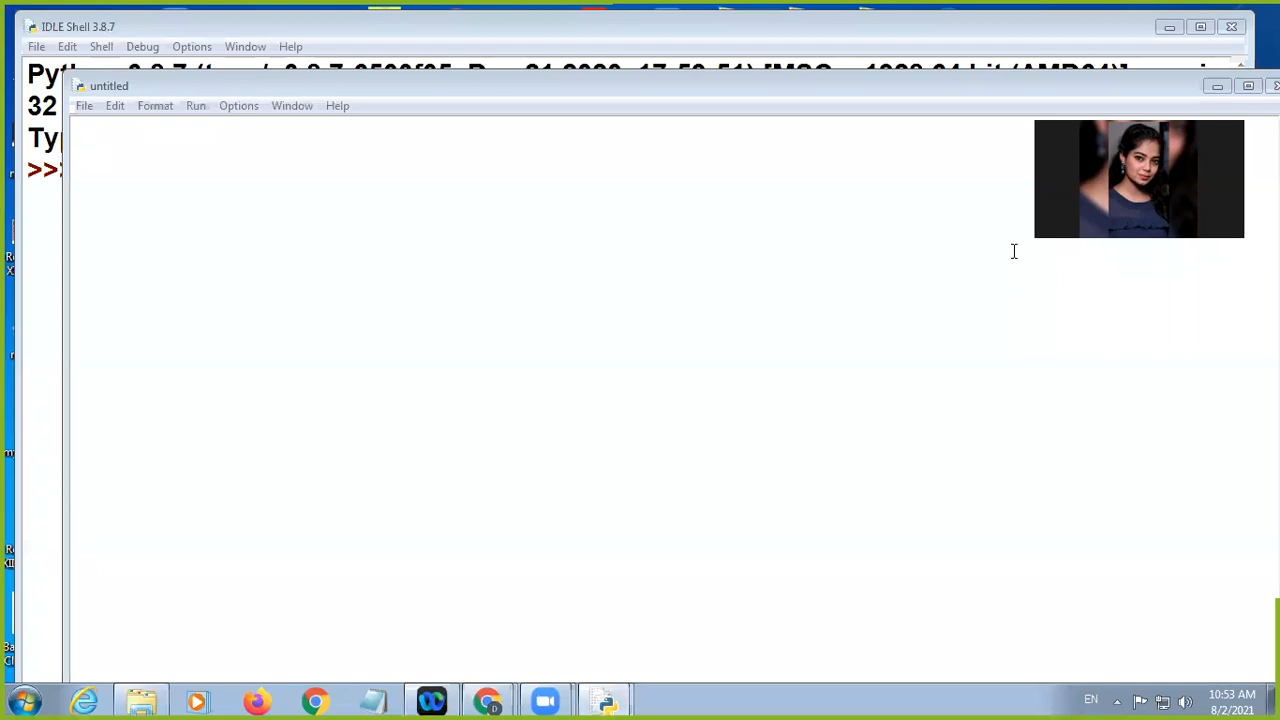 IDLE Shell 3.8.7
File Edit Shell Debug Options Window Help
untitled
File Edit Format Run Options Window Help
32
>>
EN
10:53 AM
8/2/2021